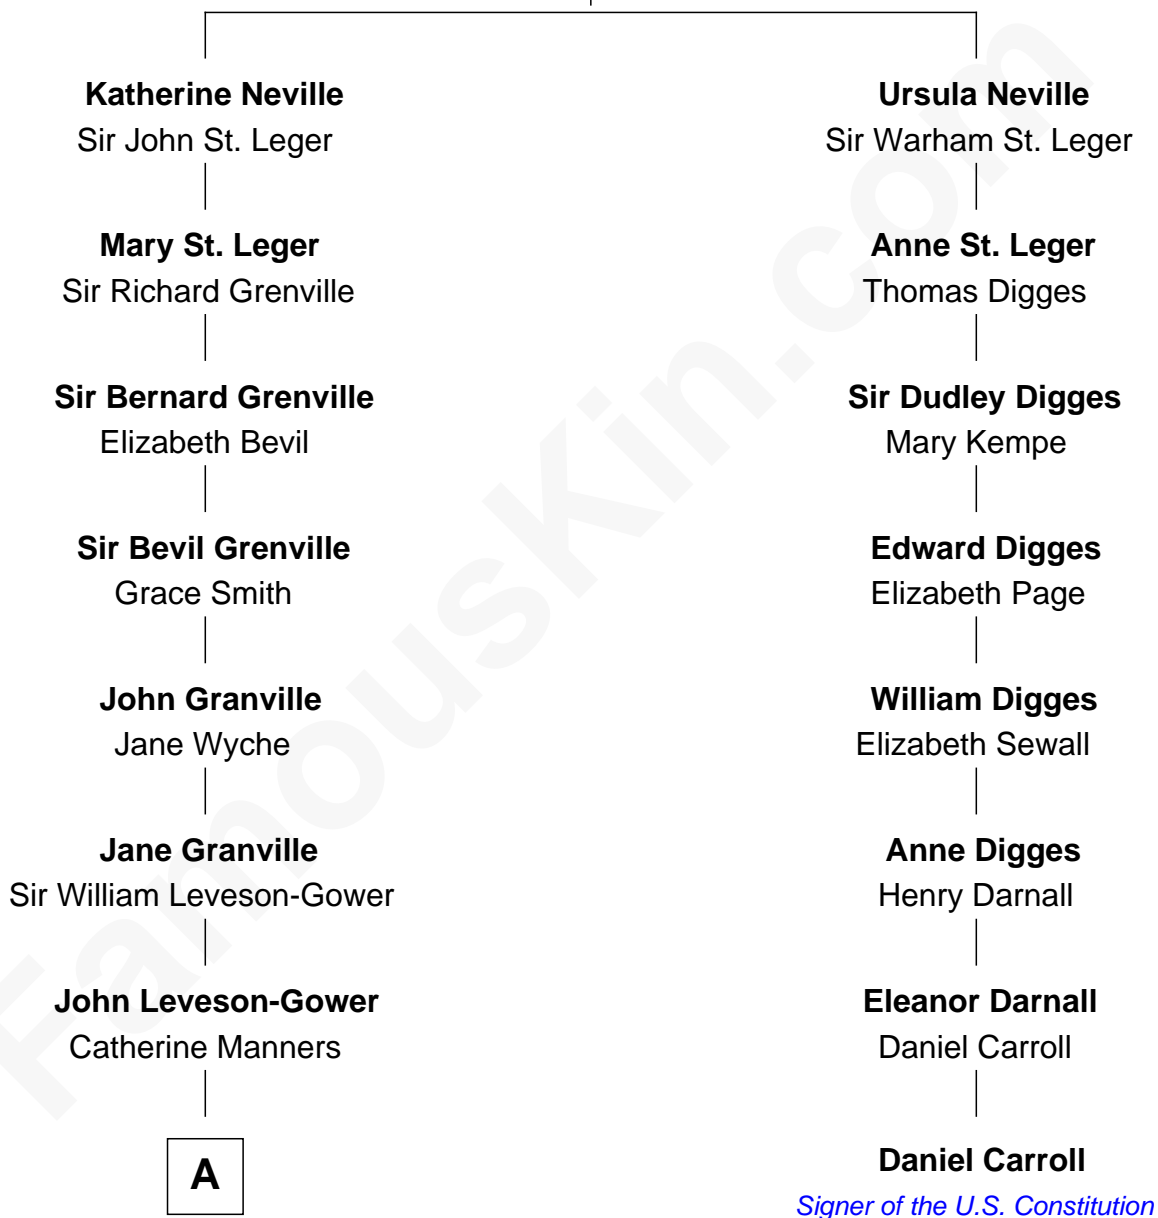 Katherine Neville
Sir John St. Leger
Ursula Neville
Sir Warham St. Leger
Mary St. Leger
Sir Richard Grenville
Anne St. Leger
Thomas Digges
Sir Bernard Grenville
Elizabeth Bevil
Sir Dudley Digges
Mary Kempe
Sir Bevil Grenville
Grace Smith
Edward Digges
Elizabeth Page
John Granville
Jane Wyche
William Digges
Elizabeth Sewall
Jane Granville
Sir William Leveson-Gower
Anne Digges
Henry Darnall
John Leveson-Gower
Catherine Manners
Eleanor Darnall
Daniel Carroll
A
Daniel Carroll
Signer of the U.S. Constitution
FamousKin.com